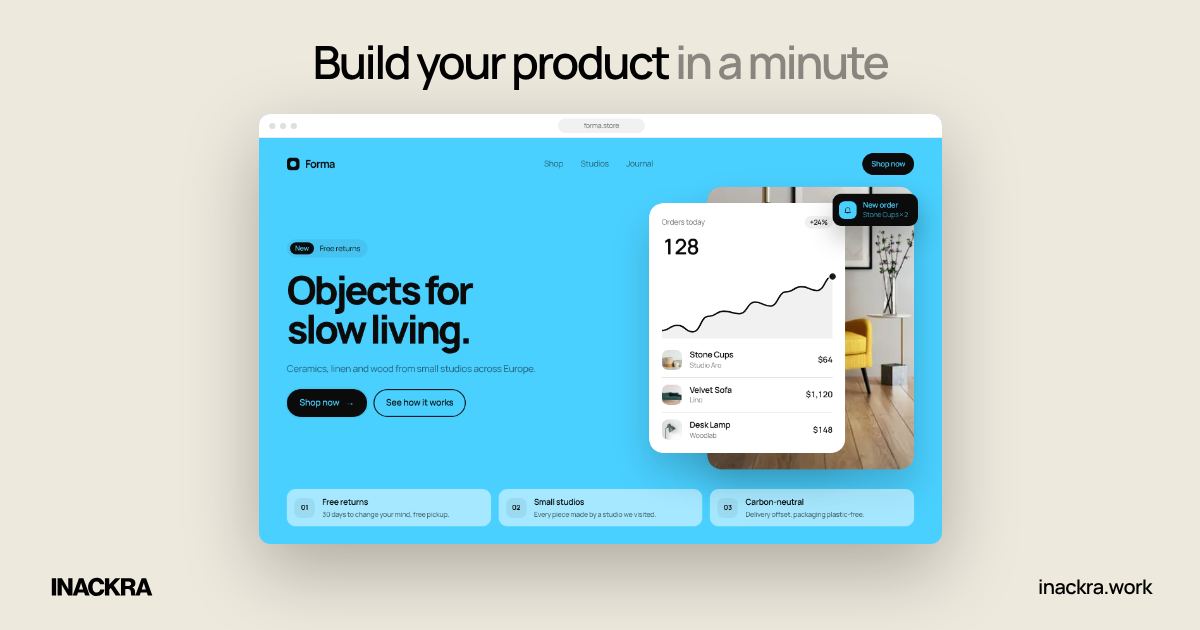 Build your product in a minute
forma.store
Forma
Shop
Studios
Journal
Shop now
New order
Stone Cups × 2
Orders today
+24%
128
New
Free returns
Objects for
slow living.
Ceramics, linen and wood from small studios across Europe.
Shop now →
See how it works
Stone Cups
Studio Aro
$64
Velvet Sofa
Lino
$1,120
Desk Lamp
Woodlab
$148
01
Free returns
30 days to change your mind, free pickup.
02
Small studios
Every piece made by a studio we visited.
03
Carbon-neutral
Delivery offset, packaging plastic-free.
INACKRA
inackra.work